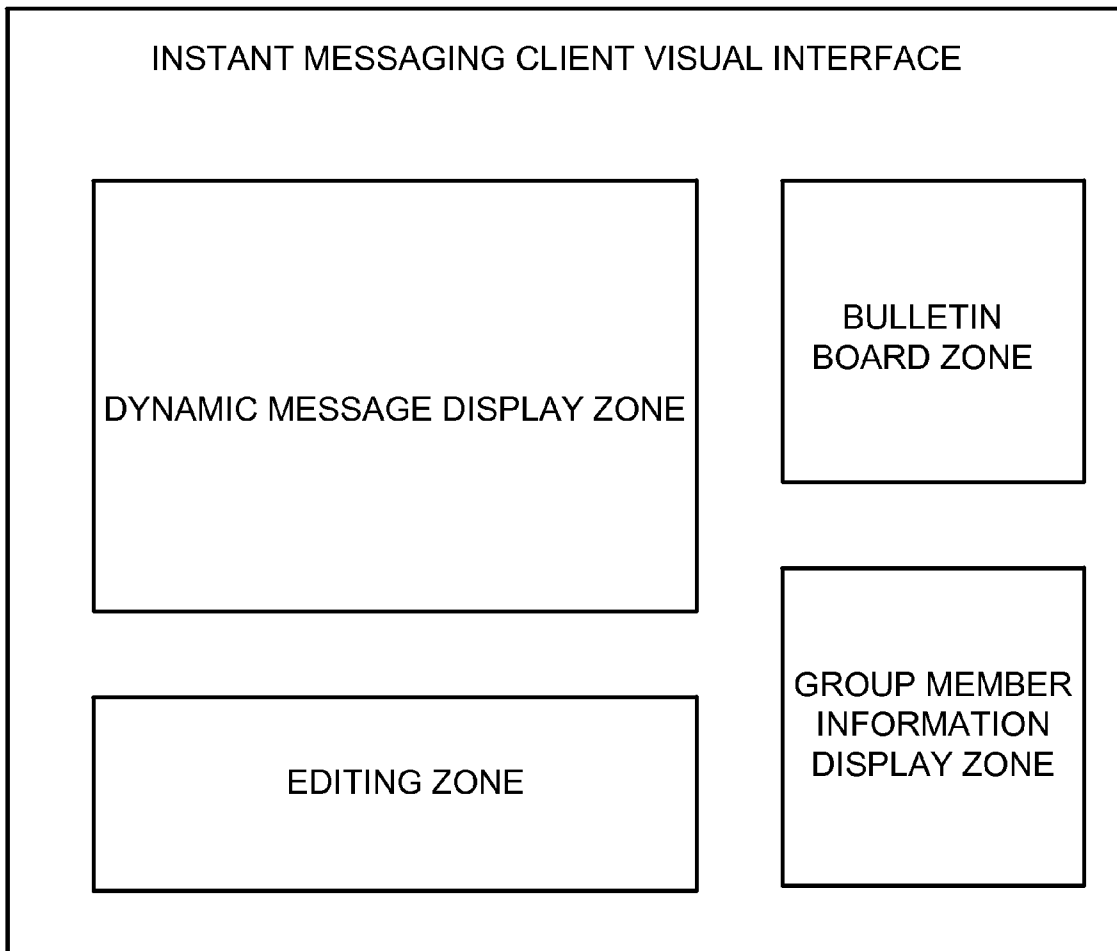 INSTANT MESSAGING CLIENT VISUAL INTERFACE
DYNAMIC MESSAGE DISPLAY ZONE
BULLETIN
BOARD ZONE
EDITING ZONE
GROUP MEMBER
INFORMATION
DISPLAY ZONE